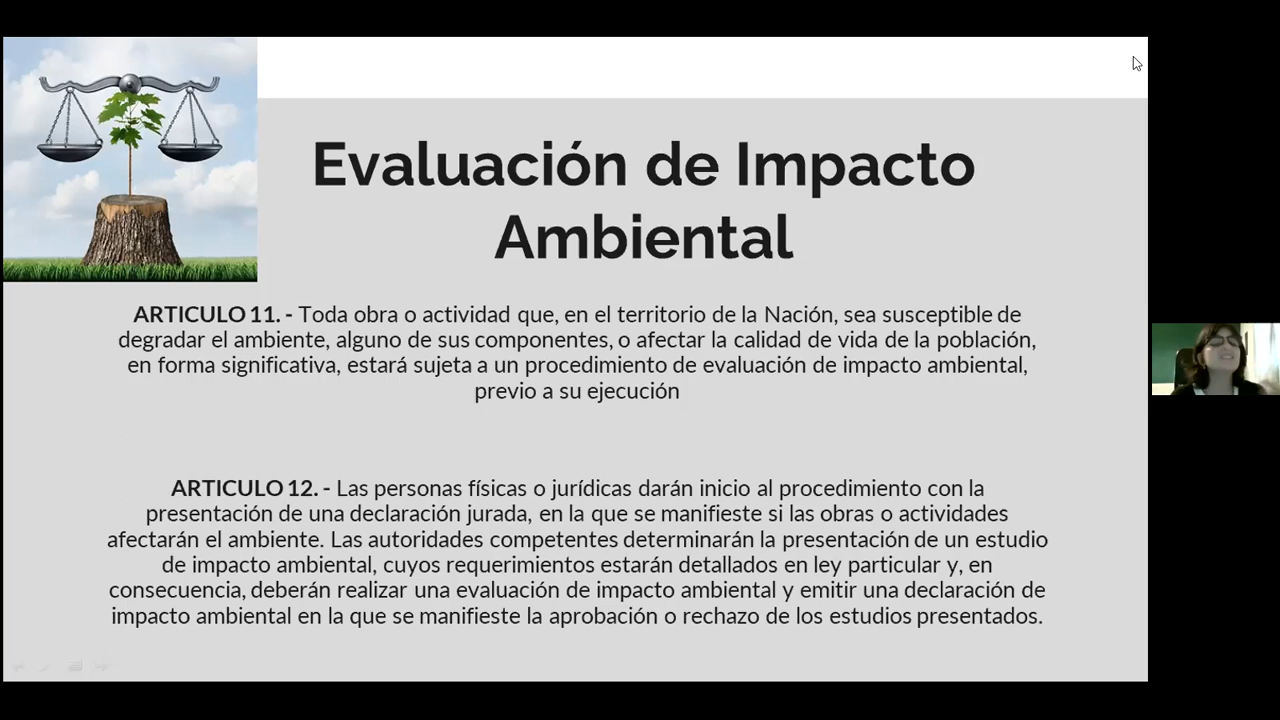 Evaluación de Impacto
Ambiental
ARTICULO 11. - Toda obra o actividad que, en el territorio de la Nación, sea susceptible de
degradar el ambiente, alguno de sus componentes, o afectar la calidad de vida de la población,
en forma significativa, estará sujeta a un procedimiento de evaluación de impacto ambiental,
previo a su ejecución
ARTICULO 12. - Las personas físicas o jurídicas darán inicio al procedimiento con la
presentación de una declaración jurada, en la que se manifieste si las obras o actividades
afectarán el ambiente. Las autoridades competentes determinarán la presentación de un estudio
de impacto ambiental, cuyos requerimientos estarán detallados en ley particular y, en
consecuencia, deberán realizar una evaluación de impacto ambiental y emitir una declaración de
impacto ambiental en la que se manifieste la aprobación o rechazo de los estudios presentados.